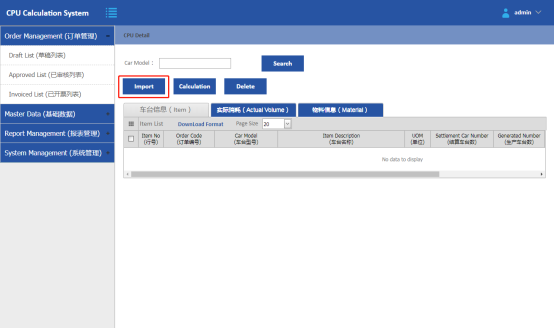 CPU Calculation System
admin
Order Management (订单管理)
Draft List (草稿列表)
Approved List (已审核列表)
Invoiced List (已开票列表)
Master Data (基础数据)
Report Management (报表管理)
System Management (系统管理)
CPU Detail
Car Model :
Search
Import
Calculation
Delete
车台信息 ( Item )
实际消耗 ( Actual Volume )
物料信息 ( Material )
Item List
Download Format
Page Size
20
Item No
(行号)
Order Code
(订单编号)
Car Model
(车台型号)
Item Description
(车台名称)
UOM
(单位)
Settlement Car Number
(结算车台数)
Generated Number
(生产车台数)
No data to display